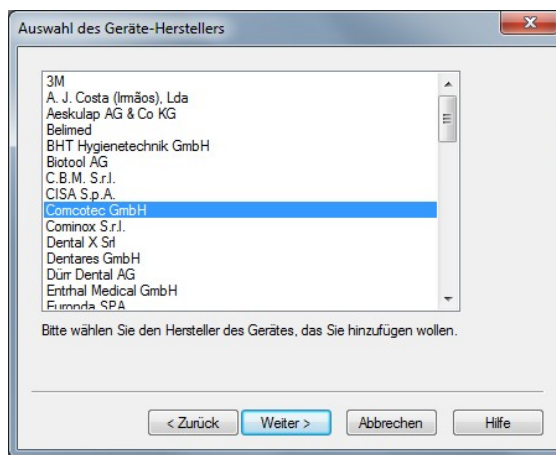 Auswahl des Geräte-Herstellers
3M
A. J. Costa (Irmãos), Lda
Aeskulap AG & Co KG
Belimed
BHT Hygienetechnik GmbH
Biotool AG
C.B.M. S.r.l.
CISA S.p.A.
Comcotec GmbH
Cominox S.r.l.
Dental X Srl
Dentares GmbH
Dürr Dental AG
Entrhal Medical GmbH
Euronda SPA
Bitte wählen Sie den Hersteller des Gerätes, das Sie hinzufügen wollen.
< Zurück Weiter > Abbrechen Hilfe